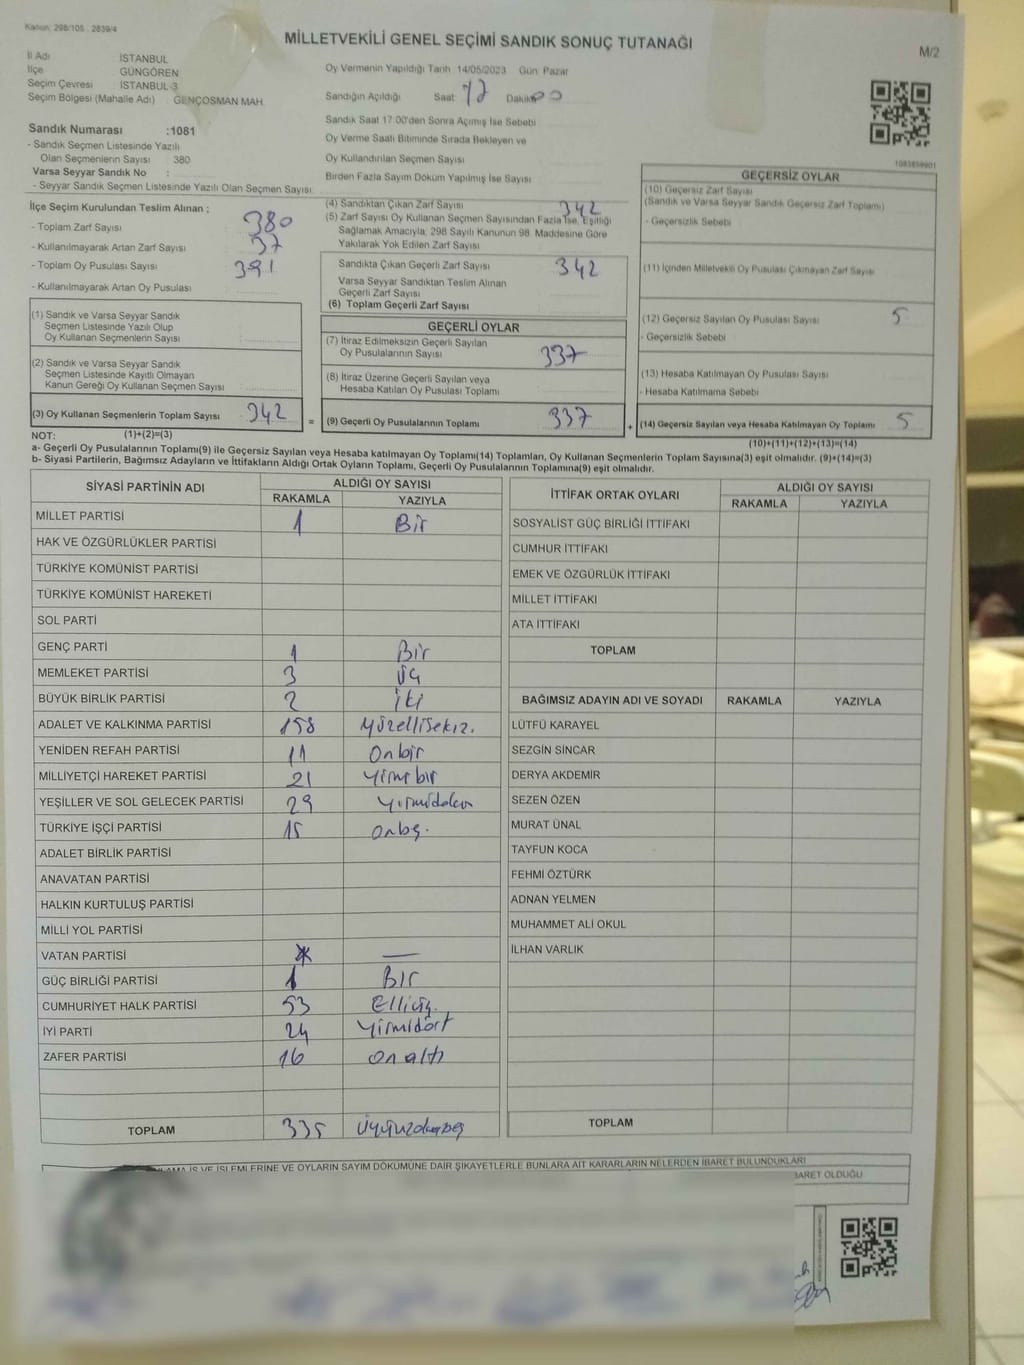 Kanun: 298/105 , 2839/4
MİLLETVEKİLİ GENEL SEÇİMİ SANDIK SONUÇ TUTANAĞI
M/2
İl Adı : İSTANBUL
İlçe : GÜNGÖREN
Seçim Çevresi : İSTANBUL-3
Seçim Bölgesi (Mahalle Adı) : GENÇOSMAN MAH.
Oy Vermenin Yapıldığı Tarih 14/05/2023 Gün: Pazar
Sandığın Açıldığı Saat: 17 Dakika: 00
Sandık Saat 17:00'den Sonra Açımış İse Sebebi
Oy Verme Saati Bitiminde Sırada Bekleyen ve
Oy Kullandırılan Seçmen Sayısı
Birden Fazla Sayım Döküm Yapılmış İse Sayısı
Sandık Numarası :1081
- Sandık Seçmen Listesinde Yazılı
Olan Seçmenlerin Sayısı : 380
Varsa Seyyar Sandık No :
- Seyyar Sandık Seçmen Listesinde Yazılı Olan Seçmen Sayısı:
İlçe Seçim Kurulundan Teslim Alınan ;
- Toplam Zarf Sayısı : 380
- Kullanılmayarak Artan Zarf Sayısı : 37
- Toplam Oy Pusulası Sayısı : 391
- Kullanılmayarak Artan Oy Pusulası :
(4) Sandıktan Çıkan Zarf Sayısı 342
(5) Zarf Sayısı Oy Kullanan Seçmen Sayısından Fazla İse, Eşitliği
Sağlamak Amacıyla, 298 Sayılı Kanunun 98. Maddesine Göre
Yakılarak Yok Edilen Zarf Sayısı
Sandıkta Çıkan Geçerli Zarf Sayısı 342
Varsa Seyyar Sandıktan Teslim Alınan
Geçerli Zarf Sayısı
(6) Toplam Geçerli Zarf Sayısı
GEÇERSİZ OYLAR
(10) Geçersiz Zarf Sayısı
(Sandık ve Varsa Seyyar Sandık Geçersiz Zarf Toplamı)
- Geçersizlik Sebebi
(11) İçinden Milletvekili Oy Pusulası Çıkmayan Zarf Sayısı
(12) Geçersiz Sayılan Oy Pusulası Sayısı 5
- Geçersizlik Sebebi
(13) Hesaba Katılmayan Oy Pusulası Sayısı
- Hesaba Katılmama Sebebi
(1) Sandık ve Varsa Seyyar Sandık
Seçmen Listesinde Yazılı Olup
Oy Kullanan Seçmenlerin Sayısı
(2) Sandık ve Varsa Seyyar Sandık
Seçmen Listesinde Kayıtlı Olmayan
Kanun Gereği Oy Kullanan Seçmen Sayısı
(3) Oy Kullanan Seçmenlerin Toplam Sayısı 342
GEÇERLİ OYLAR
(7) İtiraz Edilmeksizin Geçerli Sayılan
Oy Pusulalarının Sayısı 337
(8) İtiraz Üzerine Geçerli Sayılan veya
Hesaba Katılan Oy Pusulası Toplamı
= (9) Geçerli Oy Pusulalarının Toplamı 337
+ (14) Geçersiz Sayılan veya Hesaba Katılmayan Oy Toplamı 5
NOT: (1)+(2)=(3)
(10)+(11)+(12)+(13)=(14)
a- Geçerli Oy Pusulalarının Toplamı(9) ile Geçersiz Sayılan veya Hesaba katılmayan Oy Toplamı(14) Toplamları, Oy Kullanan Seçmenlerin Toplam Sayısına(3) eşit olmalıdır. (9)+(14)=(3)
b- Siyasi Partilerin, Bağımsız Adayların ve İttifakların Aldığı Ortak Oyların Toplamı, Geçerli Oy Pusulalarının Toplamına(9) eşit olmalıdır.
SİYASİ PARTİNİN ADI ALDIĞI OY SAYISI
RAKAMLA YAZIYLA
MİLLET PARTİSİ 1 Bir
HAK VE ÖZGÜRLÜKLER PARTİSİ
TÜRKİYE KOMÜNİST PARTİSİ
TÜRKİYE KOMÜNİST HAREKETİ
SOL PARTİ
GENÇ PARTİ 1 Bir
MEMLEKET PARTİSİ 3 üç
BÜYÜK BİRLİK PARTİSİ 2 iki
ADALET VE KALKINMA PARTİSİ 158 Yüzellisekiz.
YENİDEN REFAH PARTİSİ 11 Onbir
MİLLİYETÇİ HAREKET PARTİSİ 21 Yirmibir
YEŞİLLER VE SOL GELECEK PARTİSİ 29
TÜRKİYE İŞÇİ PARTİSİ 15 Onbş.
ADALET BİRLİK PARTİSİ
ANAVATAN PARTİSİ
HALKIN KURTULUŞ PARTİSİ
MİLLİ YOL PARTİSİ
VATAN PARTİSİ —
GÜÇ BİRLİĞİ PARTİSİ 1 Bir
CUMHURİYET HALK PARTİSİ 53 Elliüç.
İYİ PARTİ 24 Yirmidört
ZAFER PARTİSİ 16 onaltı
TOPLAM 335
İTTİFAK ORTAK OYLARI ALDIĞI OY SAYISI
RAKAMLA YAZIYLA
SOSYALİST GÜÇ BİRLİĞİ İTTİFAKI
CUMHUR İTTİFAKI
EMEK VE ÖZGÜRLÜK İTTİFAKI
MİLLET İTTİFAKI
ATA İTTİFAKI
TOPLAM
BAĞIMSIZ ADAYIN ADI VE SOYADI RAKAMLA YAZIYLA
LÜTFÜ KARAYEL
SEZGİN SİNCAR
DERYA AKDEMİR
SEZEN ÖZEN
MURAT ÜNAL
TAYFUN KOCA
FEHMİ ÖZTÜRK
ADNAN YELMEN
MUHAMMET ALİ OKUL
İLHAN VARLIK
TOPLAM
İŞ VE İŞLEMLERİNE VE OYLARIN SAYIM DÖKÜMÜNE DAİR ŞİKAYETLERLE BUNLARA AİT KARARLARIN NELERDEN İBARET BULUNDUKLARI
BARET OLDUĞU